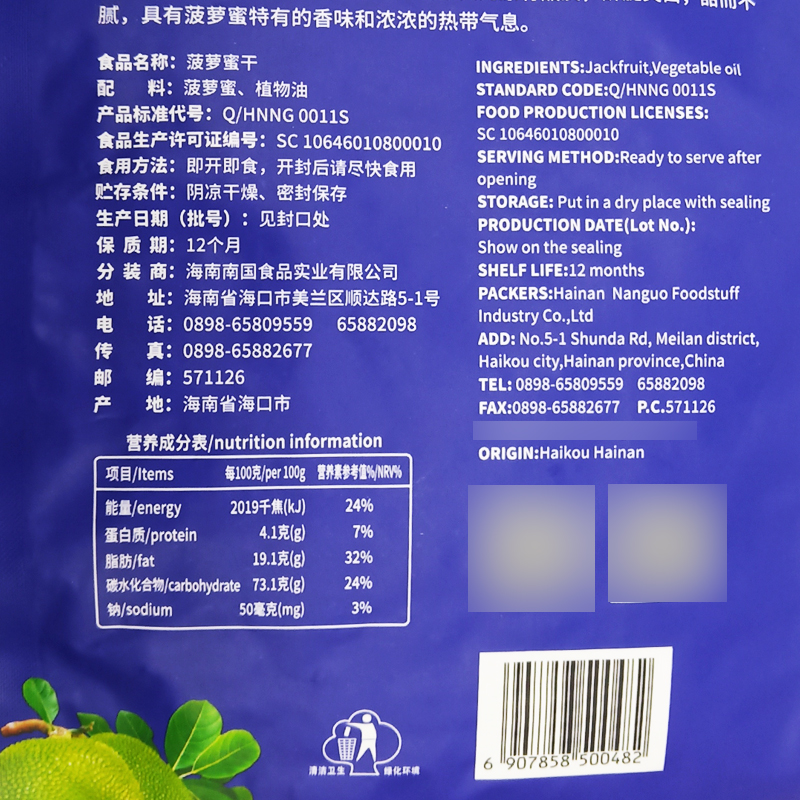 腻，具有菠萝蜜特有的香味和浓浓的热带气息。
食品名称：菠萝蜜干
配 料：菠萝蜜、植物油
产品标准代号：Q/HNNG 0011S
食品生产许可证编号：SC 10646010800010
食用方法：即开即食，开封后请尽快食用
贮存条件：阴凉干燥、密封保存
生产日期（批号）：见封口处
保 质 期：12个月
分 装 商：海南南国食品实业有限公司
地 址：海南省海口市美兰区顺达路5-1号
电 话：0898-65809559 65882098
传 真：0898-65882677
邮 编：571126
产 地：海南省海口市
INGREDIENTS:Jackfruit,Vegetable oil
STANDARD CODE:Q/HNNG 0011S
FOOD PRODUCTION LICENSES:
SC 10646010800010
SERVING METHOD:Ready to serve after
opening
STORAGE: Put in a dry place with sealing
PRODUCTION DATE(Lot No.):
Show on the sealing
SHELF LIFE:12 months
PACKERS:Hainan Nanguo Foodstuff
Industry Co.,Ltd
ADD: No.5-1 Shunda Rd, Meilan district,
Haikou city,Hainan province,China
TEL: 0898-65809559 65882098
FAX:0898-65882677 P.C.571126
ORIGIN:Haikou Hainan
营养成分表/nutrition information
项目/Items 每100克/per 100g 营养素参考值%/NRV%
能量/energy 2019千焦(kJ) 24%
蛋白质/protein 4.1克(g) 7%
脂肪/fat 19.1克(g) 32%
碳水化合物/carbohydrate 73.1克(g) 24%
钠/sodium 50毫克(mg) 3%
清洁卫生 绿化环境
6 907858 500482